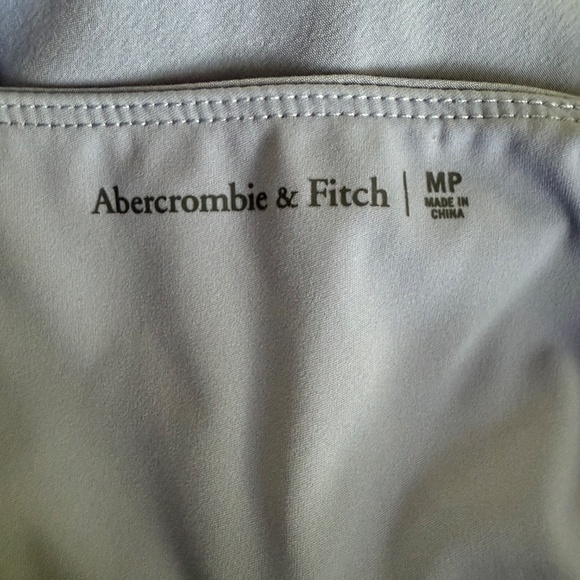 Abercrombie & Fitch | MP
MADE IN
CHINA